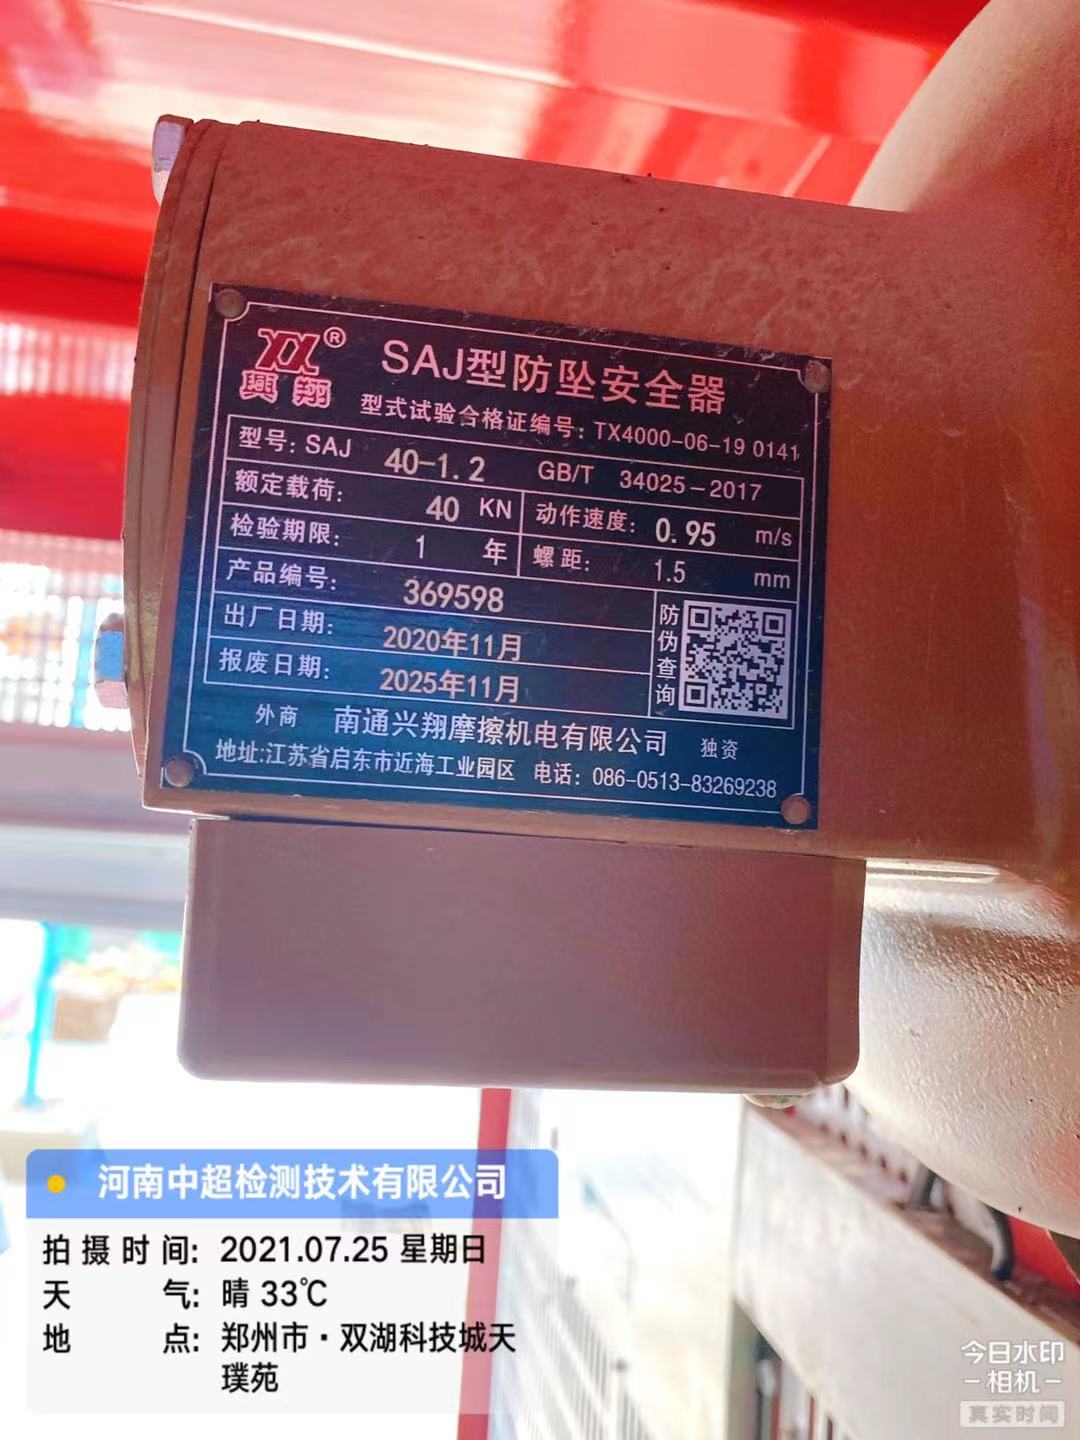 XX®
興翔
SAJ型防坠安全器
型式试验合格证编号: TX4000-06-19 0141
型号: SAJ 40-1.2 GB/T 34025-2017
额定载荷: 40 KN 动作速度: 0.95 m/s
检验期限: 1 年 螺距: 1.5 mm
产品编号: 369598
防伪查询
出厂日期: 2020年11月
报废日期: 2025年11月
外商 南通兴翔摩擦机电有限公司 独资
地址:江苏省启东市近海工业园区 电话: 086-0513-83269238
河南中超检测技术有限公司
拍摄时间: 2021.07.25 星期日
天气: 晴 33℃
地点: 郑州市·双湖科技城天
璞苑
今日水印
-相机-
真实时间